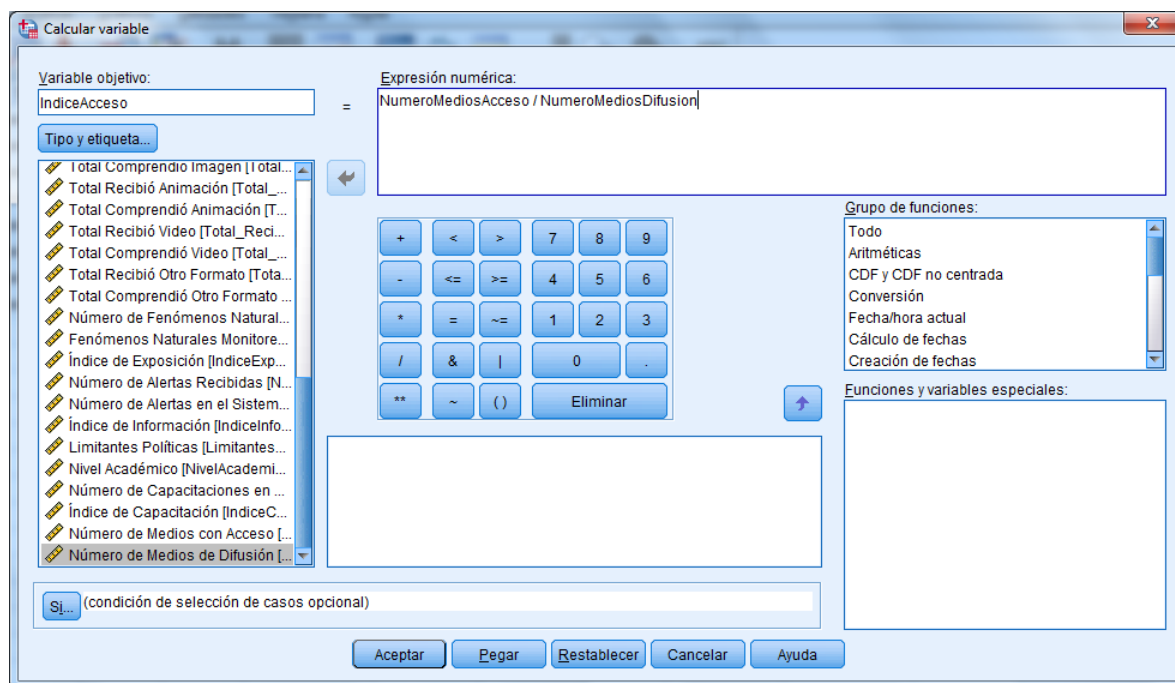 Calcular variable
Variable objetivo:
IndiceAcceso
Tipo y etiqueta...
=
Expresión numérica:
NumeroMediosAcceso / NumeroMediosDifusion
Total Comprendió Imagen [Total...
Total Recibió Animación [Total_...
Total Comprendió Animación [T...
Total Recibió Video [Total_Reci...
Total Comprendió Video [Total_...
Total Recibió Otro Formato [Tota...
Total Comprendió Otro Formato ...
Número de Fenómenos Natural...
Fenómenos Naturales Monitore...
Índice de Exposición [IndiceExp...
Número de Alertas Recibidas [N...
Número de Alertas en el Sistem...
Índice de Información [IndiceInfo...
Limitantes Políticas [Limitantes...
Nivel Académico [NivelAcademi...
Número de Capacitaciones en ...
Índice de Capacitación [IndiceC...
Número de Medios con Acceso [...
Número de Medios de Difusión [...
+ < > 7 8 9
- <= >= 4 5 6
* = ~= 1 2 3
/ & | 0 .
** ~ ( ) Eliminar
Grupo de funciones:
Todo
Aritméticas
CDF y CDF no centrada
Conversión
Fecha/hora actual
Cálculo de fechas
Creación de fechas
Funciones y variables especiales:
Si... (condición de selección de casos opcional)
Aceptar Pegar Restablecer Cancelar Ayuda